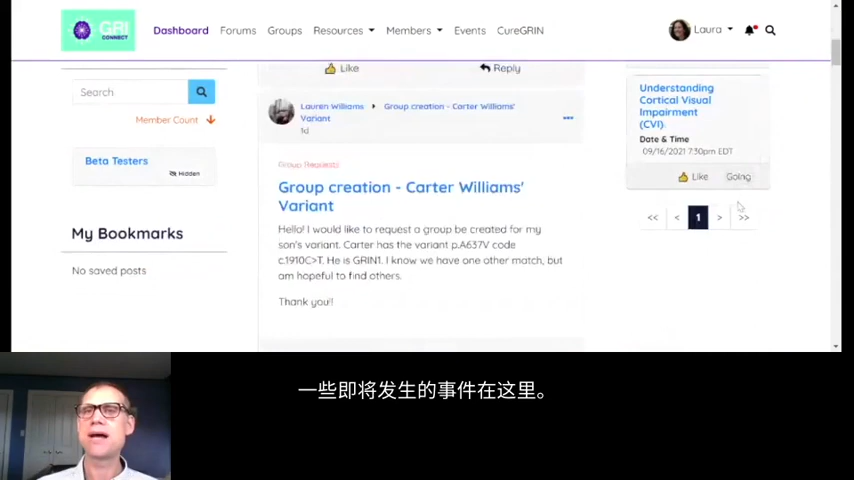 GRI
CONNECT
Dashboard Forums Groups Resources Members Events CureGRIN
Laura
Like
Reply
Search
Member Count
Beta Testers
Hidden
My Bookmarks
No saved posts
Lauren Williams Group creation - Carter Williams'
Variant
1d
Group Requests
Group creation - Carter Williams'
Variant
Hello! I would like to request a group be created for my
son's variant. Carter has the variant p.A637V code
c.1910C>T. He is GRIN1. I know we have one other match, but
am hopeful to find others.
Thank you!!
Understanding
Cortical Visual
Impairment
(CVI)
Date & Time
09/16/2021 7:30pm EDT
Like Going
<< < 1 > >>
一些即将发生的事件在这里。